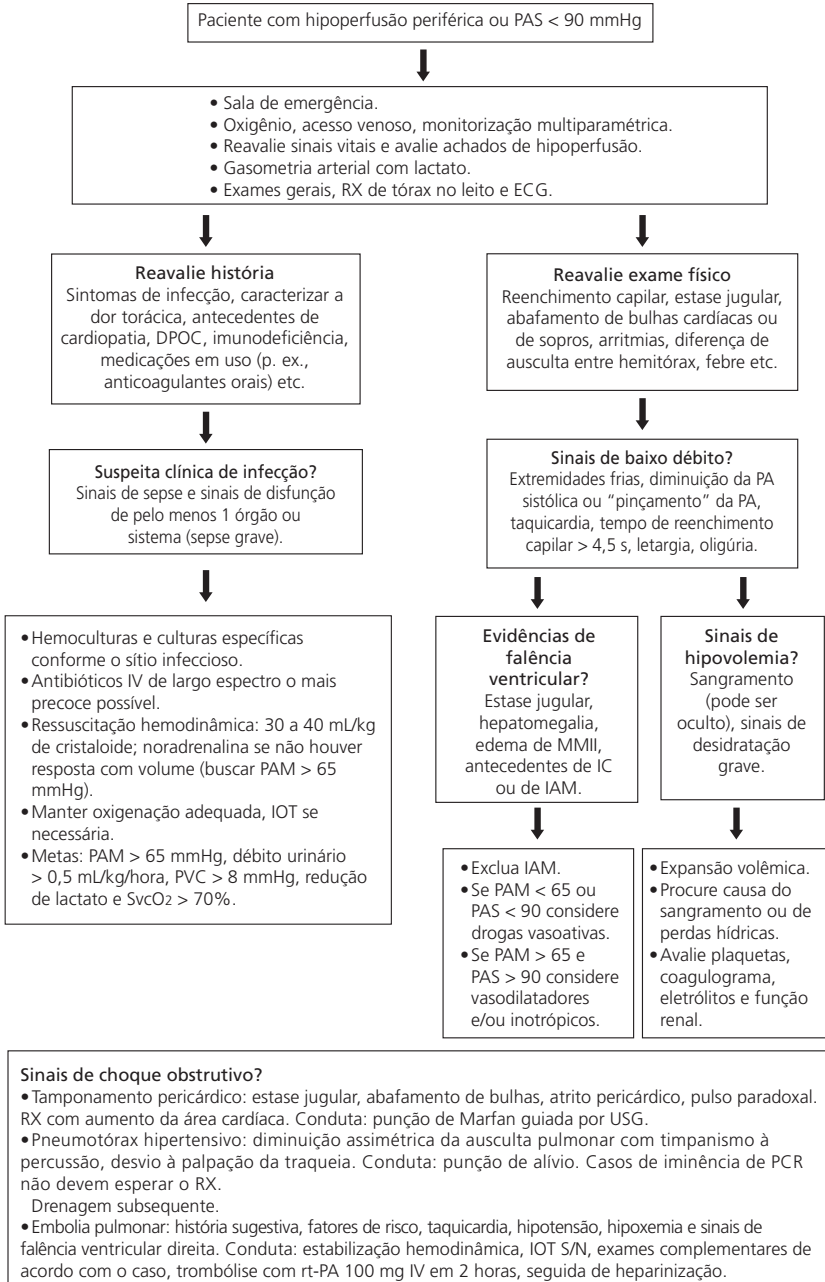 Paciente com hipoperfusão periférica ou PAS < 90 mmHg
• Sala de emergência.
• Oxigênio, acesso venoso, monitorização multiparamétrica.
• Reavalie sinais vitais e avalie achados de hipoperfusão.
• Gasometria arterial com lactato.
• Exames gerais, RX de tórax no leito e ECG.
Reavalie história
Sintomas de infecção, caracterizar a
dor torácica, antecedentes de
cardiopatia, DPOC, imunodeficiência,
medicações em uso (p. ex.,
anticoagulantes orais) etc.
Reavalie exame físico
Reenchimento capilar, estase jugular,
abafamento de bulhas cardíacas ou
de sopros, arritmias, diferença de
ausculta entre hemitórax, febre etc.
Suspeita clínica de infecção?
Sinais de sepse e sinais de disfunção
de pelo menos 1 órgão ou
sistema (sepse grave).
Sinais de baixo débito?
Extremidades frias, diminuição da PA
sistólica ou “pinçamento” da PA,
taquicardia, tempo de reenchimento
capilar > 4,5 s, letargia, oligúria.
• Hemoculturas e culturas específicas
conforme o sítio infeccioso.
• Antibióticos IV de largo espectro o mais
precoce possível.
• Ressuscitação hemodinâmica: 30 a 40 mL/kg
de cristaloide; noradrenalina se não houver
resposta com volume (buscar PAM > 65
mmHg).
• Manter oxigenação adequada, IOT se
necessária.
• Metas: PAM > 65 mmHg, débito urinário
> 0,5 mL/kg/hora, PVC > 8 mmHg, redução
de lactato e SvcO2 > 70%.
Evidências de
falência
ventricular?
Estase jugular,
hepatomegalia,
edema de MMII,
antecedentes de IC
ou de IAM.
Sinais de
hipovolemia?
Sangramento
(pode ser
oculto), sinais de
desidratação
grave.
• Exclua IAM.
• Se PAM < 65 ou
PAS < 90 considere
drogas vasoativas.
• Se PAM > 65 e
PAS > 90 considere
vasodilatadores
e/ou inotrópicos.
• Expansão volêmica.
• Procure causa do
sangramento ou de
perdas hídricas.
• Avalie plaquetas,
coagulograma,
eletrólitos e função
renal.
Sinais de choque obstrutivo?
• Tamponamento pericárdico: estase jugular, abafamento de bulhas, atrito pericárdico, pulso paradoxal.
RX com aumento da área cardíaca. Conduta: punção de Marfan guiada por USG.
• Pneumotórax hipertensivo: diminuição assimétrica da ausculta pulmonar com timpanismo à
percussão, desvio à palpação da traqueia. Conduta: punção de alívio. Casos de iminência de PCR
não devem esperar o RX.
Drenagem subsequente.
• Embolia pulmonar: história sugestiva, fatores de risco, taquicardia, hipotensão, hipoxemia e sinais de
falência ventricular direita. Conduta: estabilização hemodinâmica, IOT S/N, exames complementares de
acordo com o caso, trombólise com rt-PA 100 mg IV em 2 horas, seguida de heparinização.